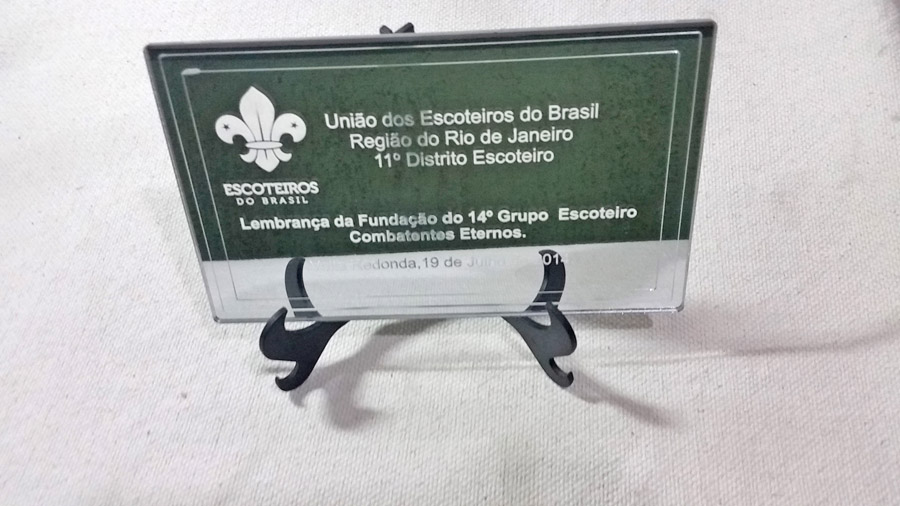 União dos Escoteiros do Brasil
Região do Rio de Janeiro
11º Distrito Escoteiro
ESCOTEIROS
DO BRASIL
Lembrança da Fundação do 14º Grupo Escoteiro
Combatentes Eternos.
Redonda,19 de Julho